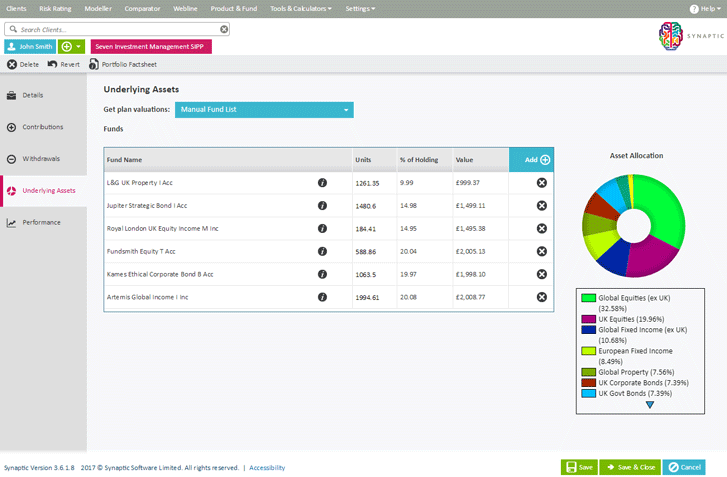 Clients Risk Rating Modeller Comparator Webline Product & Fund Tools & Calculators Settings ? Help
Search Clients...
SYNAPTIC
John Smith Seven Investment Management SIPP
Delete Revert Portfolio Factsheet
Details
Contributions
Withdrawals
Underlying Assets
Performance
Underlying Assets
Get plan valuations: Manual Fund List
Funds
Fund Name Units % of Holding Value Add
L&G UK Property I Acc 1261.35 9.99 £999.37
Jupiter Strategic Bond I Acc 1480.6 14.98 £1,499.11
Royal London UK Equity Income M Inc 184.41 14.95 £1,495.38
Fundsmith Equity T Acc 588.86 20.04 £2,005.13
Kames Ethical Corporate Bond B Acc 1063.5 19.97 £1,998.10
Artemis Global Income I Inc 1994.61 20.08 £2,008.77
Asset Allocation
Global Equities (ex UK)
(32.58%)
UK Equities (19.96%)
Global Fixed Income (ex UK)
(10.68%)
European Fixed Income
(8.49%)
Global Property (7.56%)
UK Corporate Bonds (7.39%)
UK Govt Bonds (7.39%)
Synaptic Version 3.6.1.8 2017 © Synaptic Software Limited. All rights reserved. | Accessibility
Save Save & Close Cancel